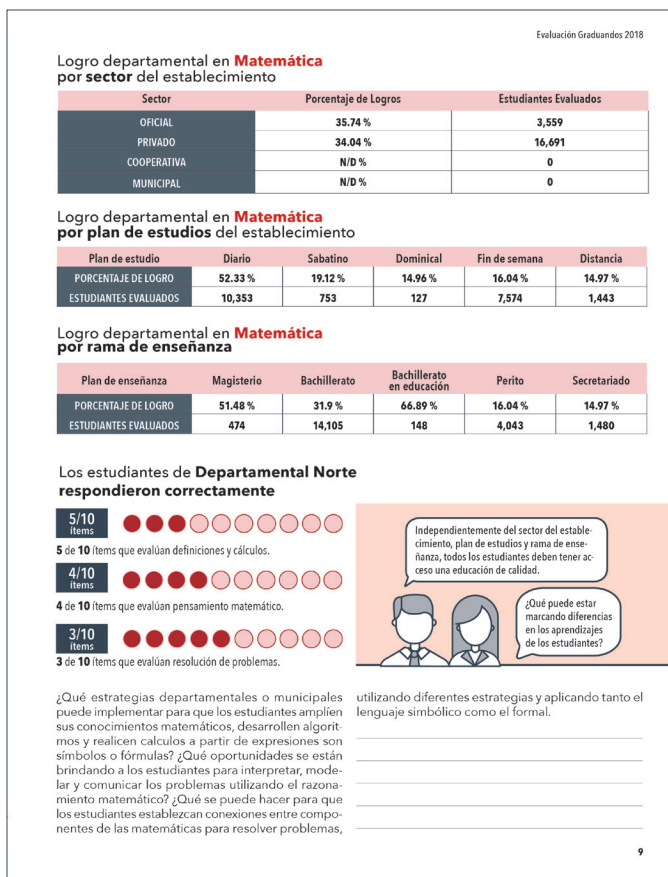 Evaluación Graduandos 2018
Logro departamental en Matemática
por sector del establecimiento
Sector Porcentaje de Logros Estudiantes Evaluados
OFICIAL 35.74 % 3,559
PRIVADO 34.04 % 16,691
COOPERATIVA N/D % 0
MUNICIPAL N/D % 0
Logro departamental en Matemática
por plan de estudios del establecimiento
Plan de estudio Diario Sabatino Dominical Fin de semana Distancia
PORCENTAJE DE LOGRO 52.33 % 19.12 % 14.96 % 16.04 % 14.97 %
ESTUDIANTES EVALUADOS 10,353 753 127 7,574 1,443
Logro departamental en Matemática
por rama de enseñanza
Plan de enseñanza Magisterio Bachillerato Bachillerato en educación Perito Secretariado
PORCENTAJE DE LOGRO 51.48 % 31.9 % 66.89 % 16.04 % 14.97 %
ESTUDIANTES EVALUADOS 474 14,105 148 4,043 1,480
Los estudiantes de Departamental Norte
respondieron correctamente
5/10
ítems
5 de 10 ítems que evalúan definiciones y cálculos.
4/10
ítems
4 de 10 ítems que evalúan pensamiento matemático.
3/10
ítems
3 de 10 ítems que evalúan resolución de problemas.
Independientemente del sector del estable-
cimiento, plan de estudios y rama de ense-
ñanza, todos los estudiantes deben tener ac-
ceso una educación de calidad.
¿Qué puede estar
marcando diferencias
en los aprendizajes
de los estudiantes?
¿Qué estrategias departamentales o municipales
puede implementar para que los estudiantes amplíen
sus conocimientos matemáticos, desarrollen algorit-
mos y realicen calculos a partir de expresiones son
símbolos o fórmulas? ¿Qué oportunidades se están
brindando a los estudiantes para interpretar, mode-
lar y comunicar los problemas utilizando el razona-
miento matemático? ¿Qué se puede hacer para que
los estudiantes establezcan conexiones entre compo-
nentes de las matemáticas para resolver problemas,
utilizando diferentes estrategias y aplicando tanto el
lenguaje simbólico como el formal.
9